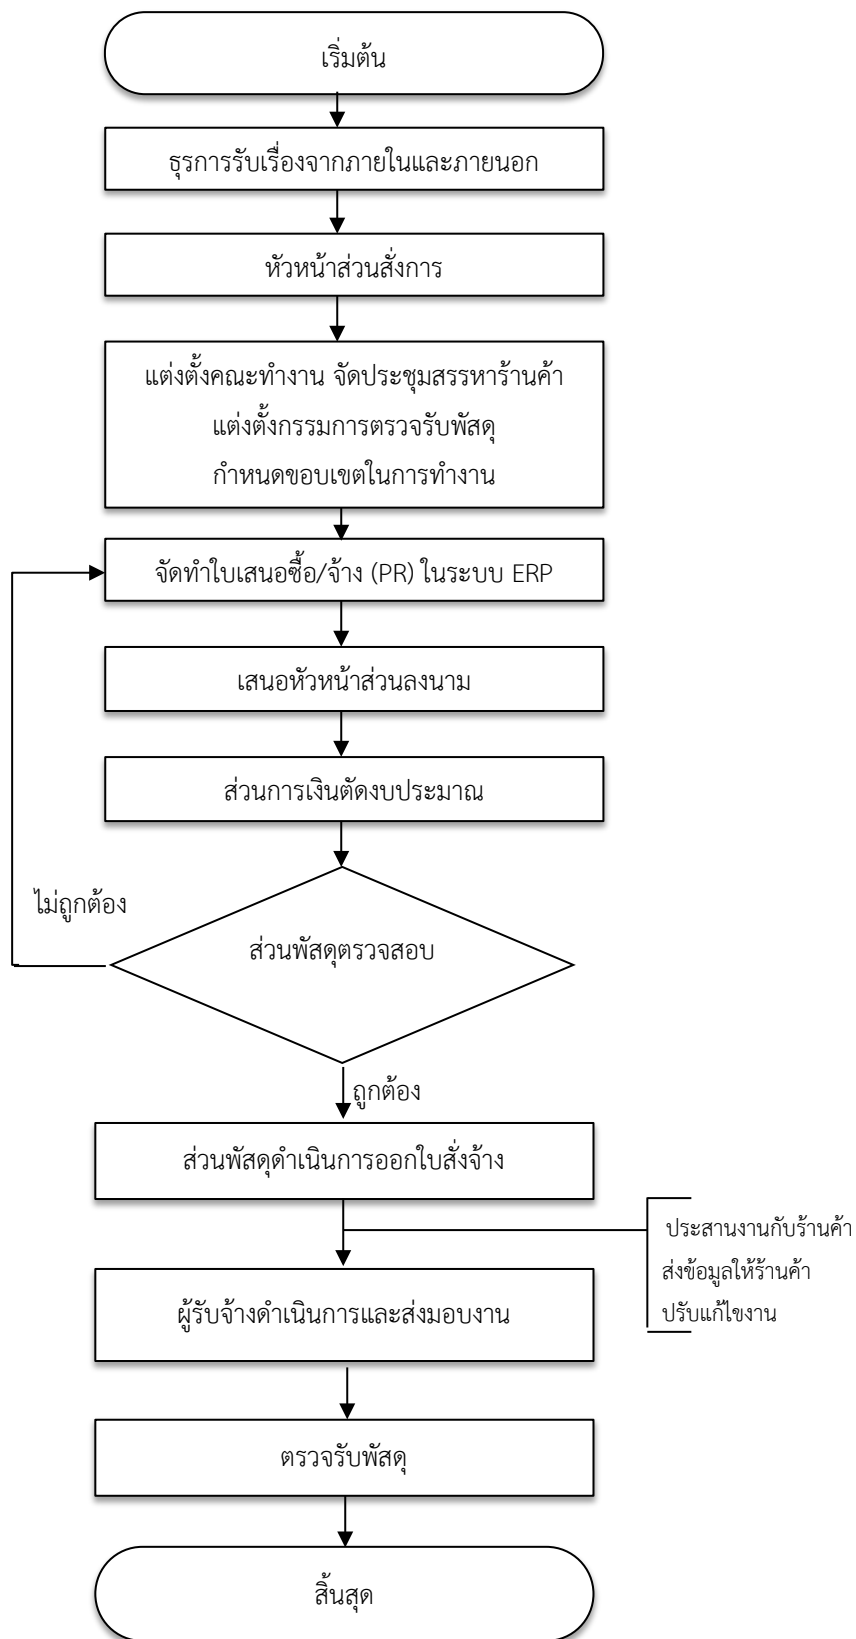 เริ่มต้น
ธุรการรับเรื่องจากภายในและภายนอก
หัวหน้าส่วนสั่งการ
แต่งตั้งคณะทำงาน จัดประชุมสรรหาร้านค้า
แต่งตั้งกรรมการตรวจรับพัสดุ
กำหนดขอบเขตในการทำงาน
จัดทำใบเสนอซื้อ/จ้าง (PR) ในระบบ ERP
เสนอหัวหน้าส่วนลงนาม
ส่วนการเงินตัดงบประมาณ
ไม่ถูกต้อง
ส่วนพัสดุตรวจสอบ
ถูกต้อง
ส่วนพัสดุดำเนินการออกใบสั่งจ้าง
ประสานงานกับร้านค้า
ส่งข้อมูลให้ร้านค้า
ปรับแก้ไขงาน
ผู้รับจ้างดำเนินการและส่งมอบงาน
ตรวจรับพัสดุ
สิ้นสุด